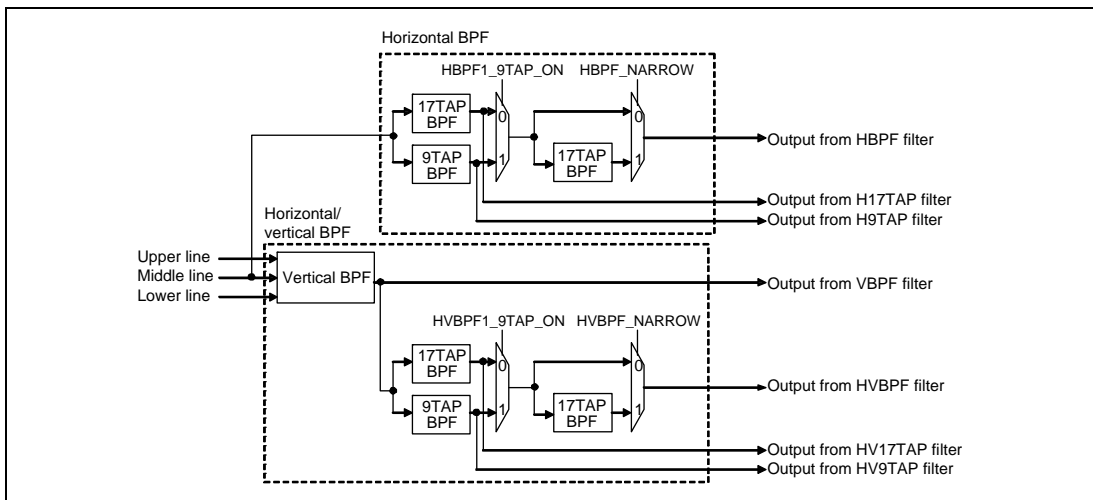 Horizontal BPF
HBPF1_9TAP_ON HBPF_NARROW
17TAP
BPF
0
0
9TAP
BPF
1
17TAP
BPF
1
Output from HBPF filter
Output from H17TAP filter
Output from H9TAP filter
Horizontal/
vertical BPF
Upper line
Middle line
Lower line
Vertical BPF
Output from VBPF filter
HVBPF1_9TAP_ON HVBPF_NARROW
17TAP
BPF
0
0
9TAP
BPF
1
17TAP
BPF
1
Output from HVBPF filter
Output from HV17TAP filter
Output from HV9TAP filter